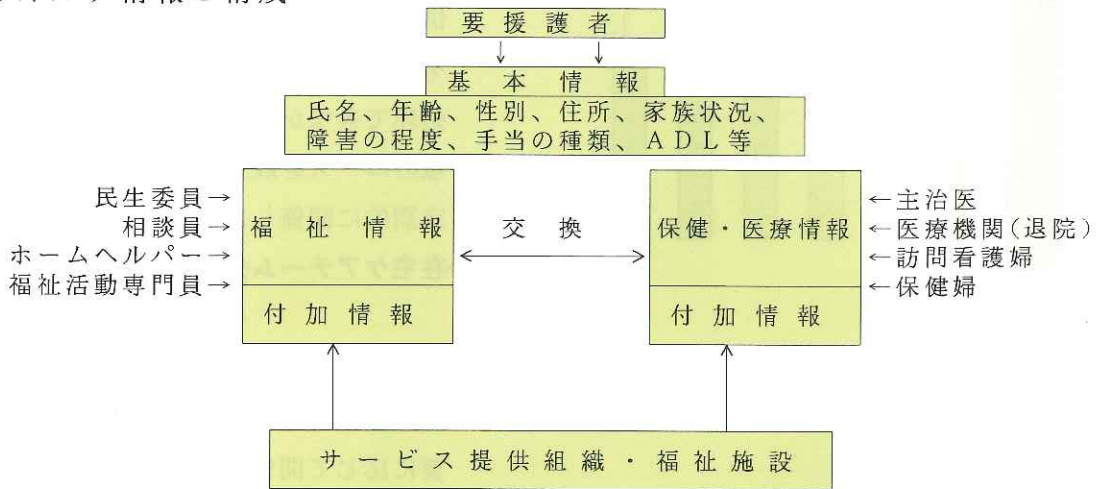 情報
構成
要援護者
基本情報
氏名、年齢、性別、住所、家族状況、
障害の程度、手当の種類、ADL等
民生委員→
相談員→
ホームヘルパー→
福祉活動専門員→
福祉情報
付加情報
交換
保健・医療情報
付加情報
←主治医
←医療機関(退院)
←訪問看護婦
←保健婦
サービス提供組織・福祉施設